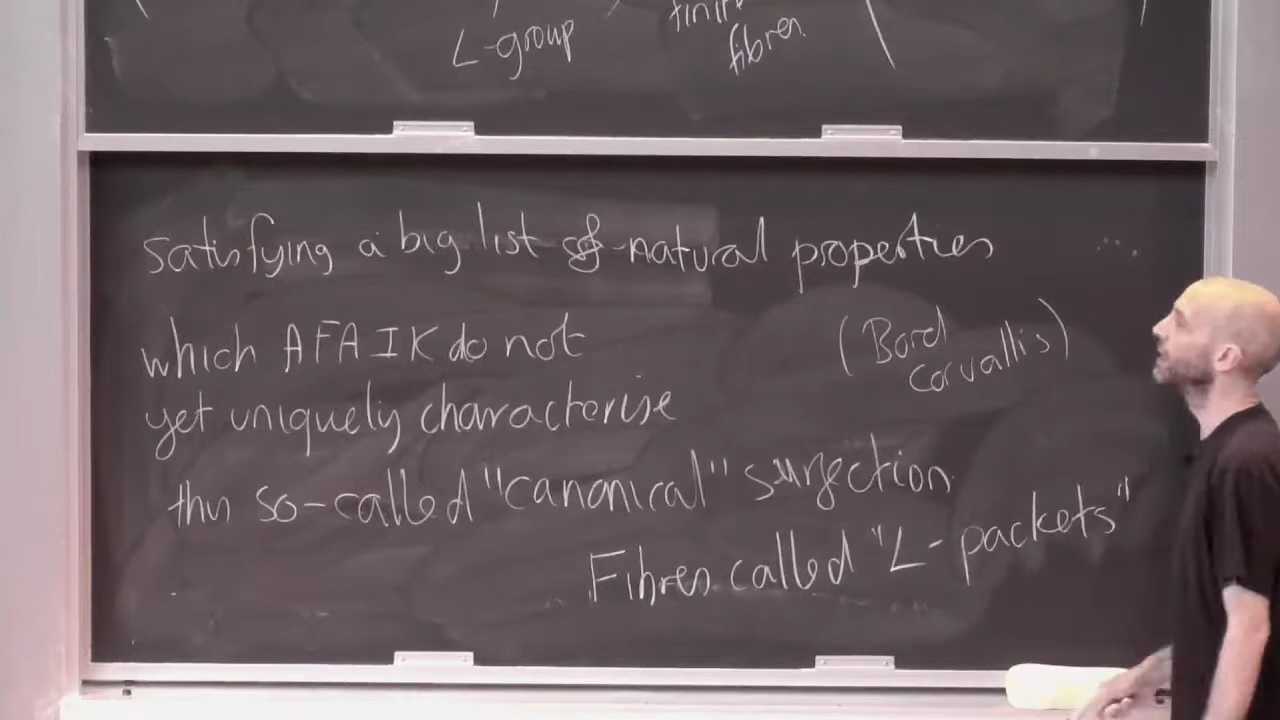 L-group
finite
fibres
satisfying a big list of natural properties
which AFAIK do not
(Borel
Corvallis)
yet uniquely characterise
this so-called "canonical" surjection
Fibres called "L-packets"